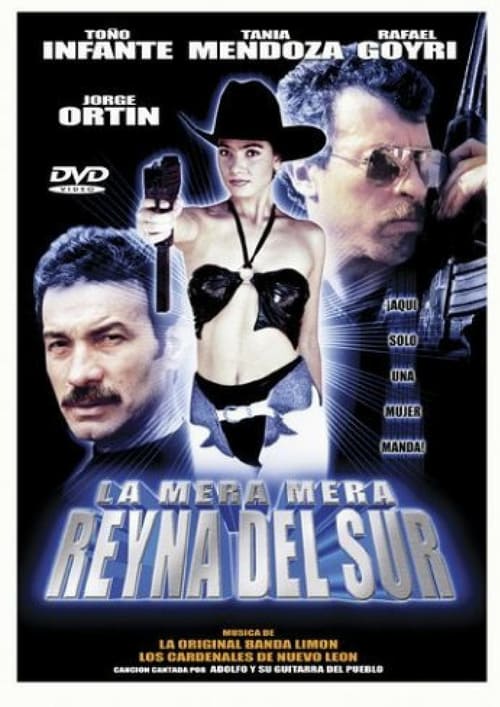 TOÑO
INFANTE
TANIA
MENDOZA
RAFAEL
GOYRI
JORGE
ORTIN
DVD
VIDEO
¡AQUI
SOLO
UNA
MUJER
MANDA!
LA MERA MERA
REYNA DEL SUR
MUSICA DE
LA ORIGINAL BANDA LIMON
LOS CARDENALES DE NUEVO LEON
CANCION CANTADA POR ADOLFO Y SU GUITARRA DEL PUEBLO